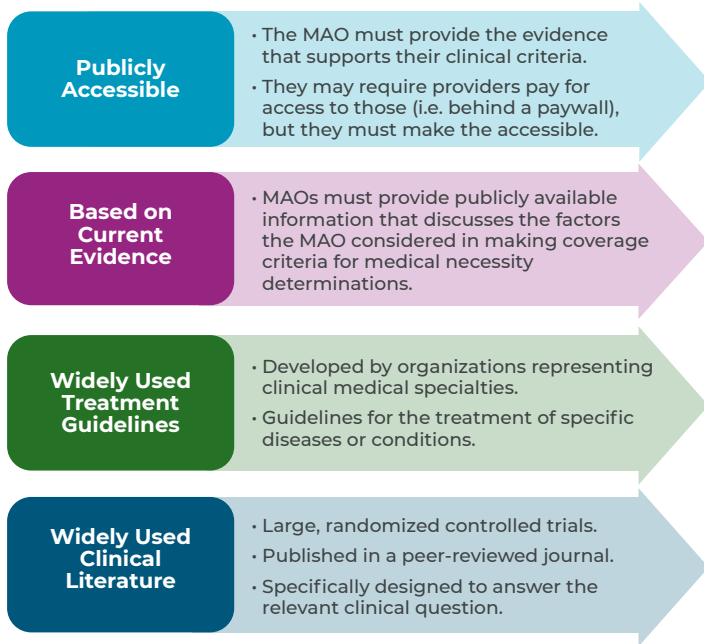 Publicly
Accessible
• The MAO must provide the evidence
that supports their clinical criteria.
• They may require providers pay for
access to those (i.e. behind a paywall),
but they must make the accessible.
Based on
Current
Evidence
• MAOs must provide publicly available
information that discusses the factors
the MAO considered in making coverage
criteria for medical necessity
determinations.
Widely Used
Treatment
Guidelines
• Developed by organizations representing
clinical medical specialties.
• Guidelines for the treatment of specific
diseases or conditions.
Widely Used
Clinical
Literature
• Large, randomized controlled trials.
• Published in a peer-reviewed journal.
• Specifically designed to answer the
relevant clinical question.